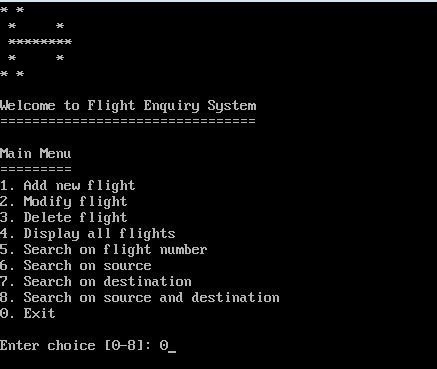 * *
 *     *
 ********
 *     *
* *
Welcome to Flight Enquiry System
================================
Main Menu
=========
1. Add new flight
2. Modify flight
3. Delete flight
4. Display all flights
5. Search on flight number
6. Search on source
7. Search on destination
8. Search on source and destination
0. Exit
Enter choice [0-8]: 0_